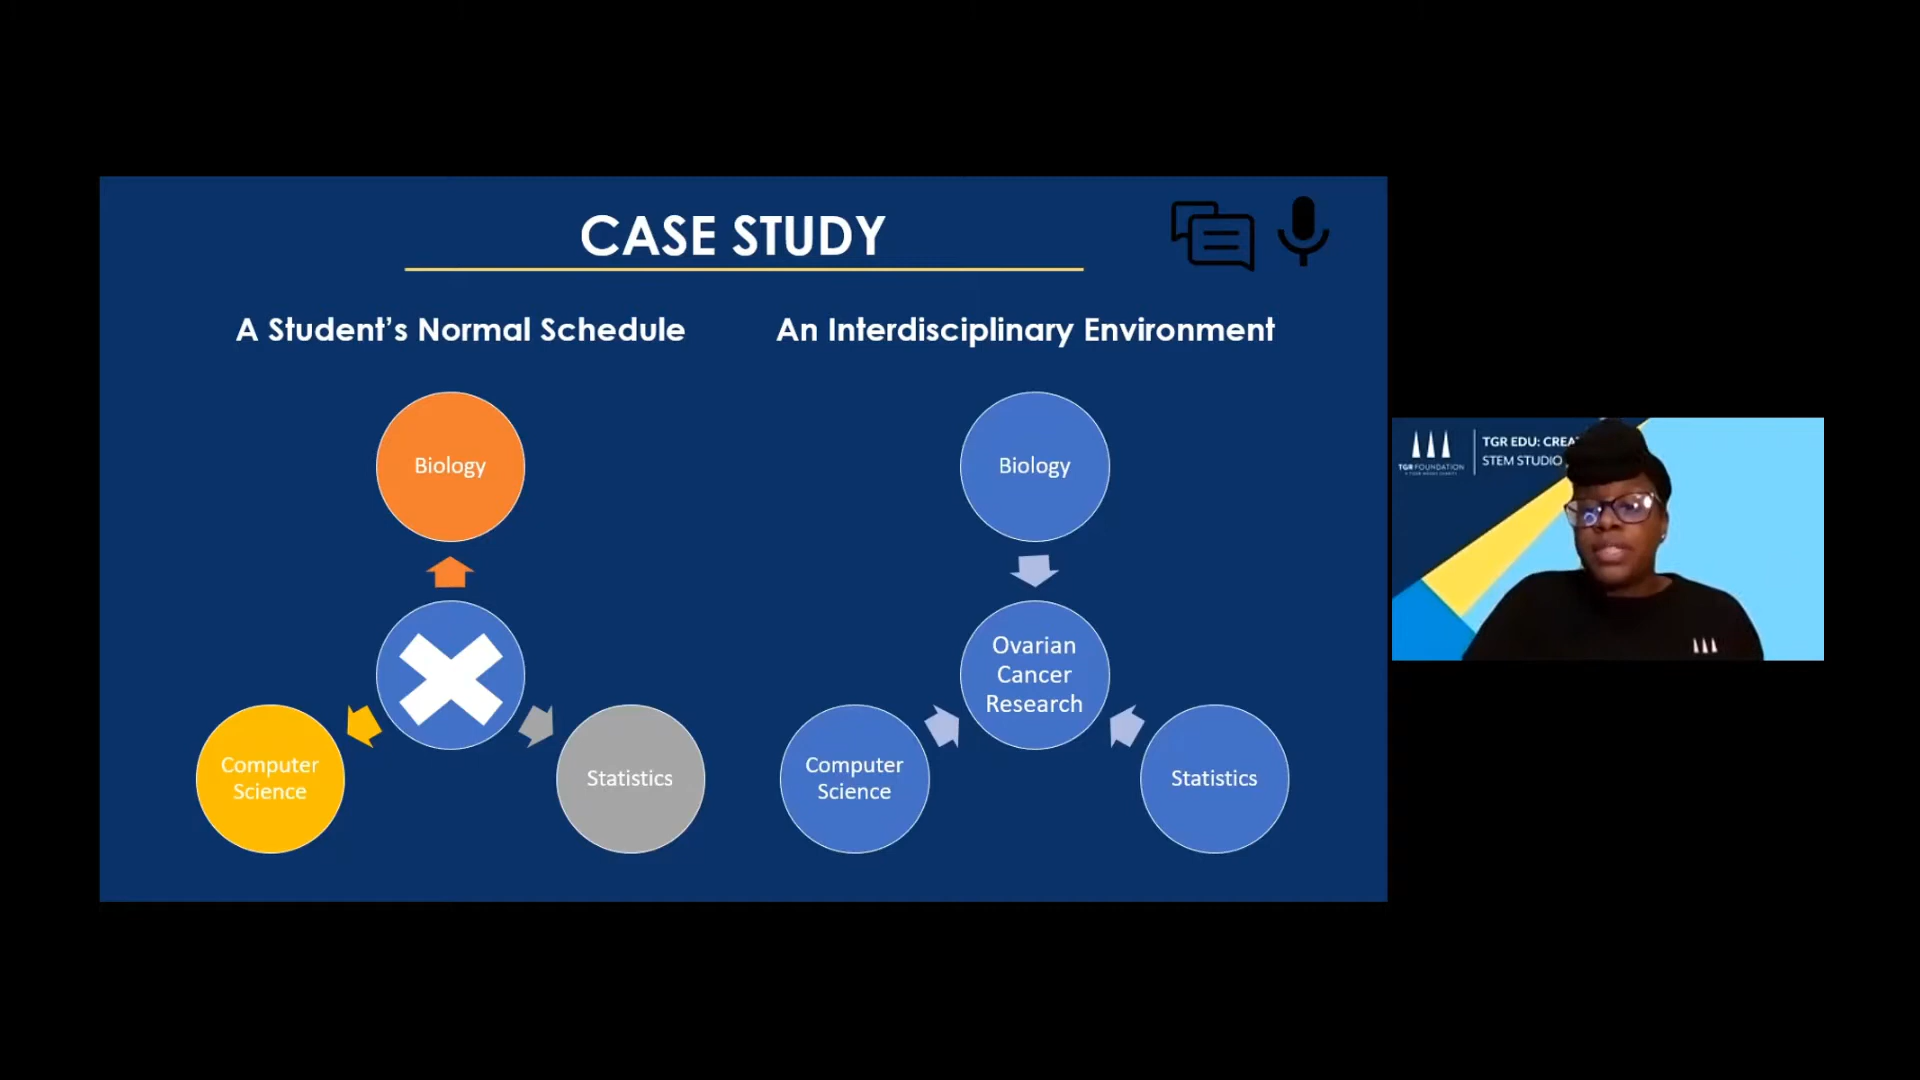 CASE STUDY
A Student's Normal Schedule
Biology
Computer
Science
Statistics
An Interdisciplinary Environment
Biology
Ovarian
Cancer
Research
Computer
Science
Statistics
TGR FOUNDATION
TGR EDU: CREA
STEM STUDIO